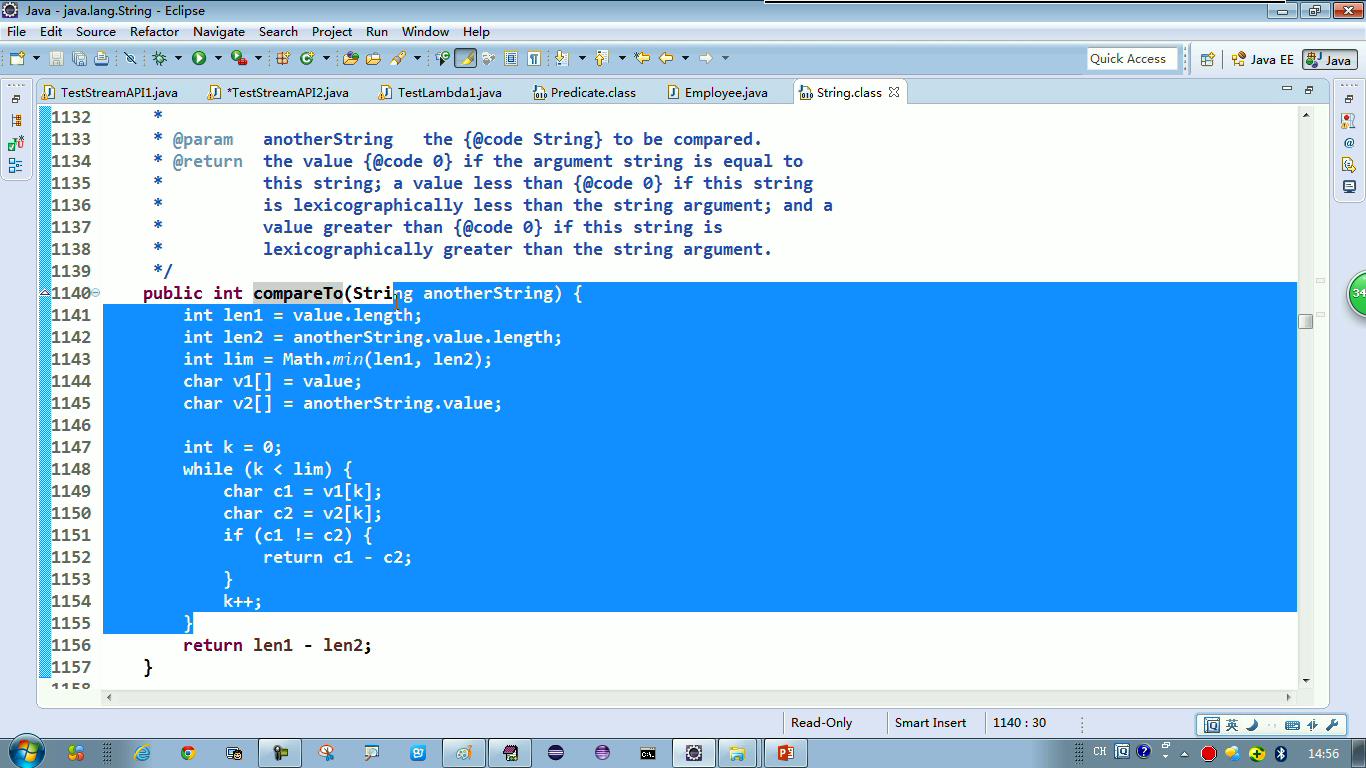 Java - java.lang.String - Eclipse
File Edit Source Refactor Navigate Search Project Run Window Help
Quick Access Java EE Java
TestStreamAPI1.java *TestStreamAPI2.java TestLambda1.java Predicate.class Employee.java String.class
1132 *
1133 * @param anotherString the {@code String} to be compared.
1134 * @return the value {@code 0} if the argument string is equal to
1135 * this string; a value less than {@code 0} if this string
1136 * is lexicographically less than the string argument; and a
1137 * value greater than {@code 0} if this string is
1138 * lexicographically greater than the string argument.
1139 */
1140 public int compareTo(String anotherString) {
1141 int len1 = value.length;
1142 int len2 = anotherString.value.length;
1143 int lim = Math.min(len1, len2);
1144 char v1[] = value;
1145 char v2[] = anotherString.value;
1146
1147 int k = 0;
1148 while (k < lim) {
1149 char c1 = v1[k];
1150 char c2 = v2[k];
1151 if (c1 != c2) {
1152 return c1 - c2;
1153 }
1154 k++;
1155 }
1156 return len1 - len2;
1157 }
1158
34
Read-Only Smart Insert 1140 : 30
英
CH 14:56